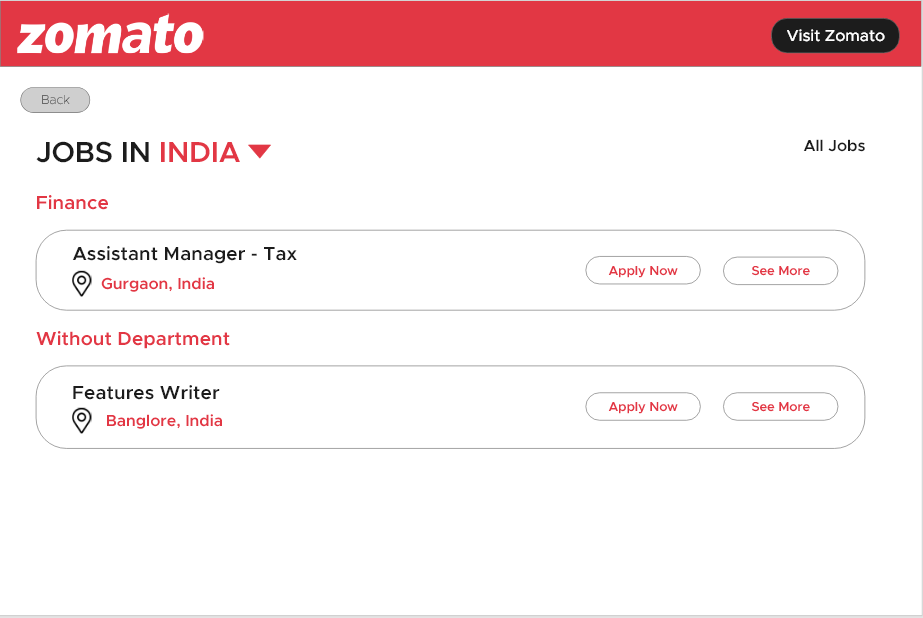 zomato
Visit Zomato
Back
JOBS IN INDIA
All Jobs
Finance
Assistant Manager - Tax
Gurgaon, India
Apply Now
See More
Without Department
Features Writer
Banglore, India
Apply Now
See More